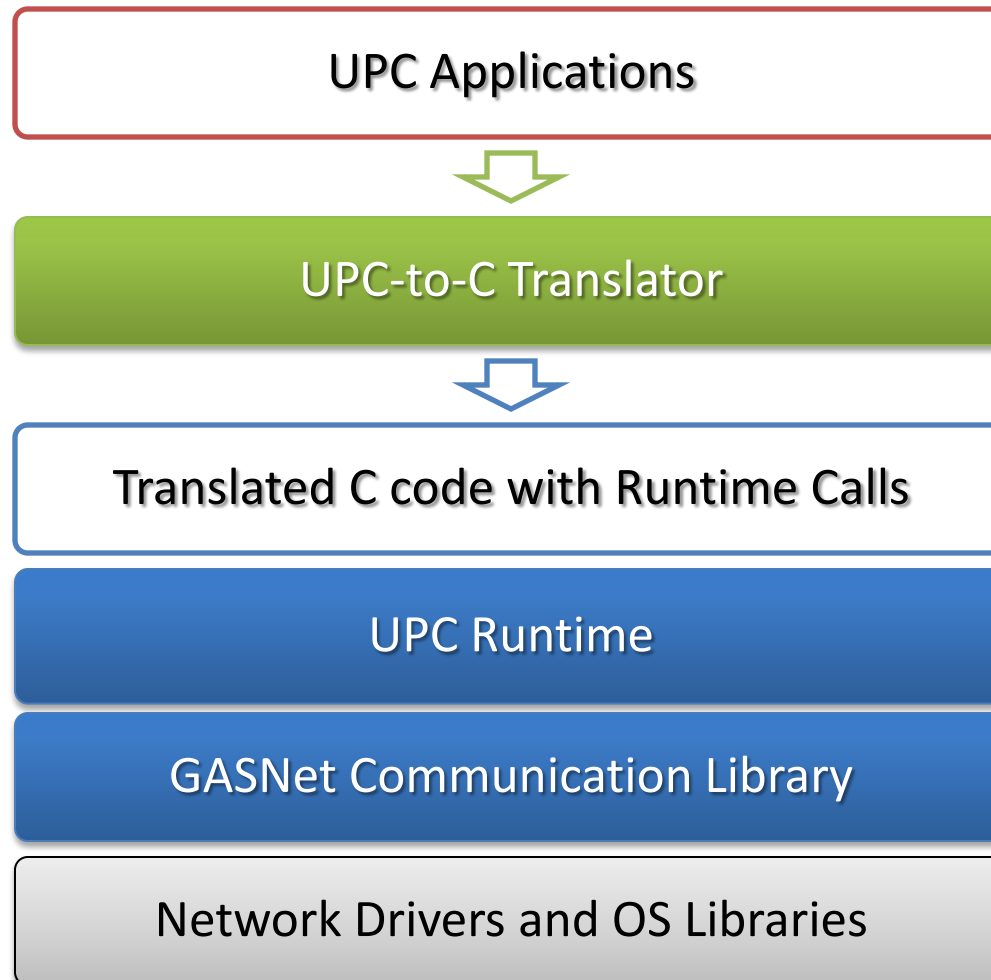 UPC Applications
UPC-to-C Translator
Translated C code with Runtime Calls
UPC Runtime
GASNet Communication Library
Network Drivers and OS Libraries